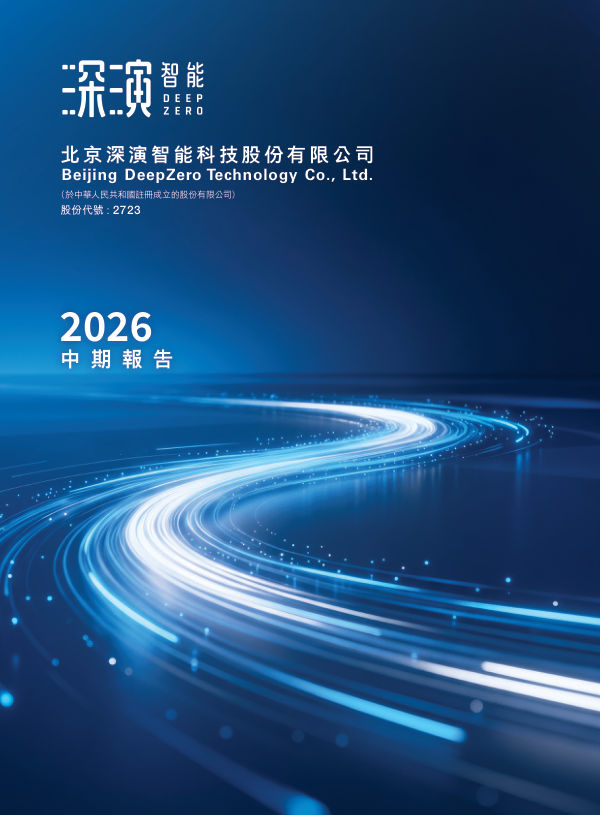 深演智能
DEEP
ZERO
北京深演智能科技股份有限公司
Beijing DeepZero Technology Co., Ltd.
(於中華人民共和國註冊成立的股份有限公司)
股份代號 : 2723
2026
中期報告